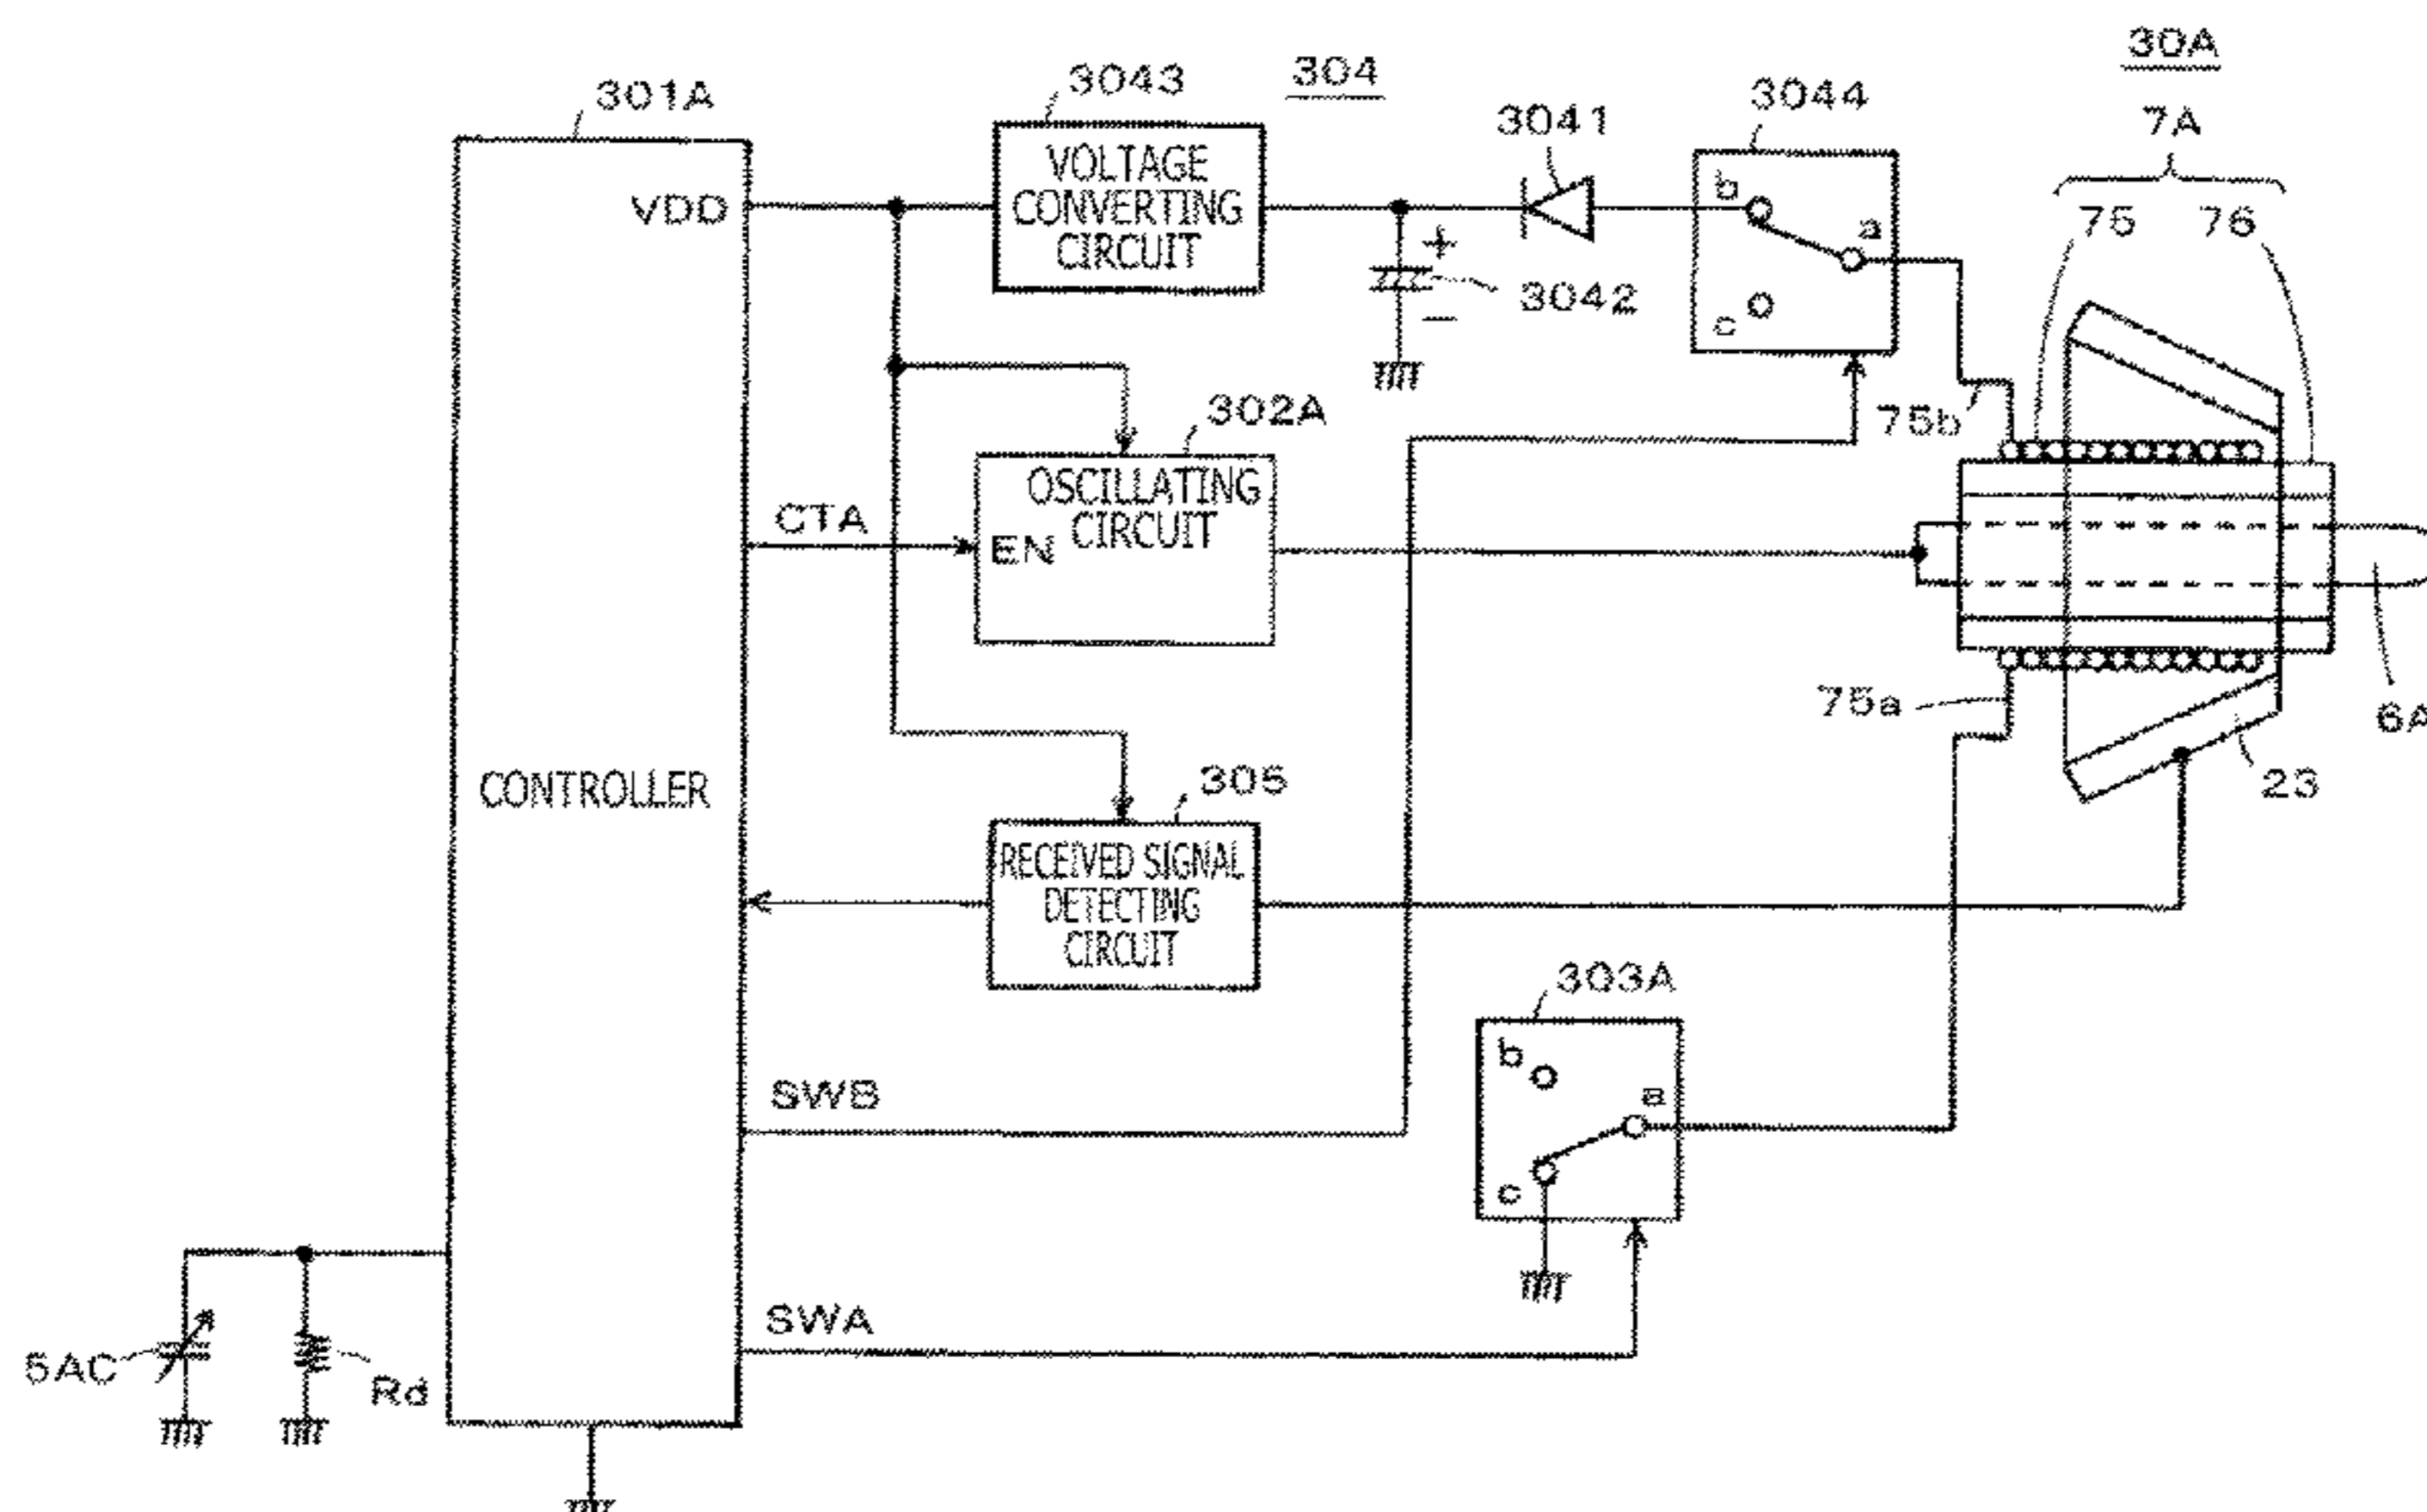 30A
301A
3043
304
3041
3044
7A
75 76
VDD
VOLTAGE
CONVERTING
CIRCUIT
b
a
c
+
3042
−
302A
75b
OSCILLATING
CIRCUIT
CTA
EN
75a
6A
23
CONTROLLER
305
RECEIVED SIGNAL
DETECTING
CIRCUIT
303A
b
a
c
SWB
SWA
5AC
Rd